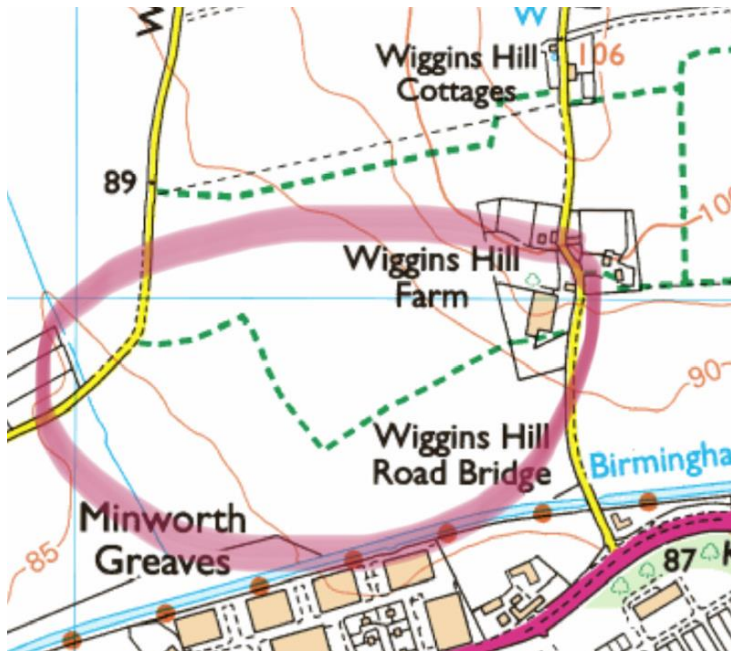 W
W
Wiggins Hill
Cottages
106
89
100
Wiggins Hill
Farm
90
Wiggins Hill
Road Bridge
Birmingha
Minworth
Greaves
85
87
K